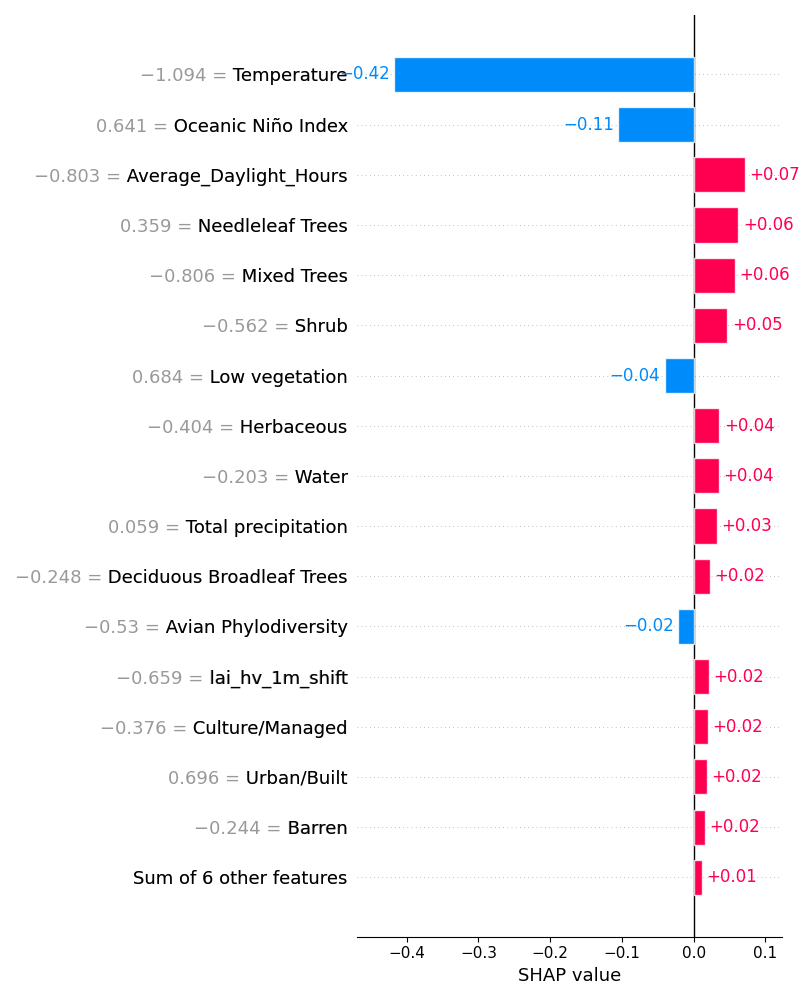 −1.094 = Temperature −0.42
0.641 = Oceanic Niño Index −0.11
−0.803 = Average_Daylight_Hours +0.07
0.359 = Needleleaf Trees +0.06
−0.806 = Mixed Trees +0.06
−0.562 = Shrub +0.05
0.684 = Low vegetation −0.04
−0.404 = Herbaceous +0.04
−0.203 = Water +0.04
0.059 = Total precipitation +0.03
−0.248 = Deciduous Broadleaf Trees +0.02
−0.53 = Avian Phylodiversity −0.02
−0.659 = lai_hv_1m_shift +0.02
−0.376 = Culture/Managed +0.02
0.696 = Urban/Built +0.02
−0.244 = Barren +0.02
Sum of 6 other features +0.01
−0.4 −0.3 −0.2 −0.1 0.0 0.1
SHAP value